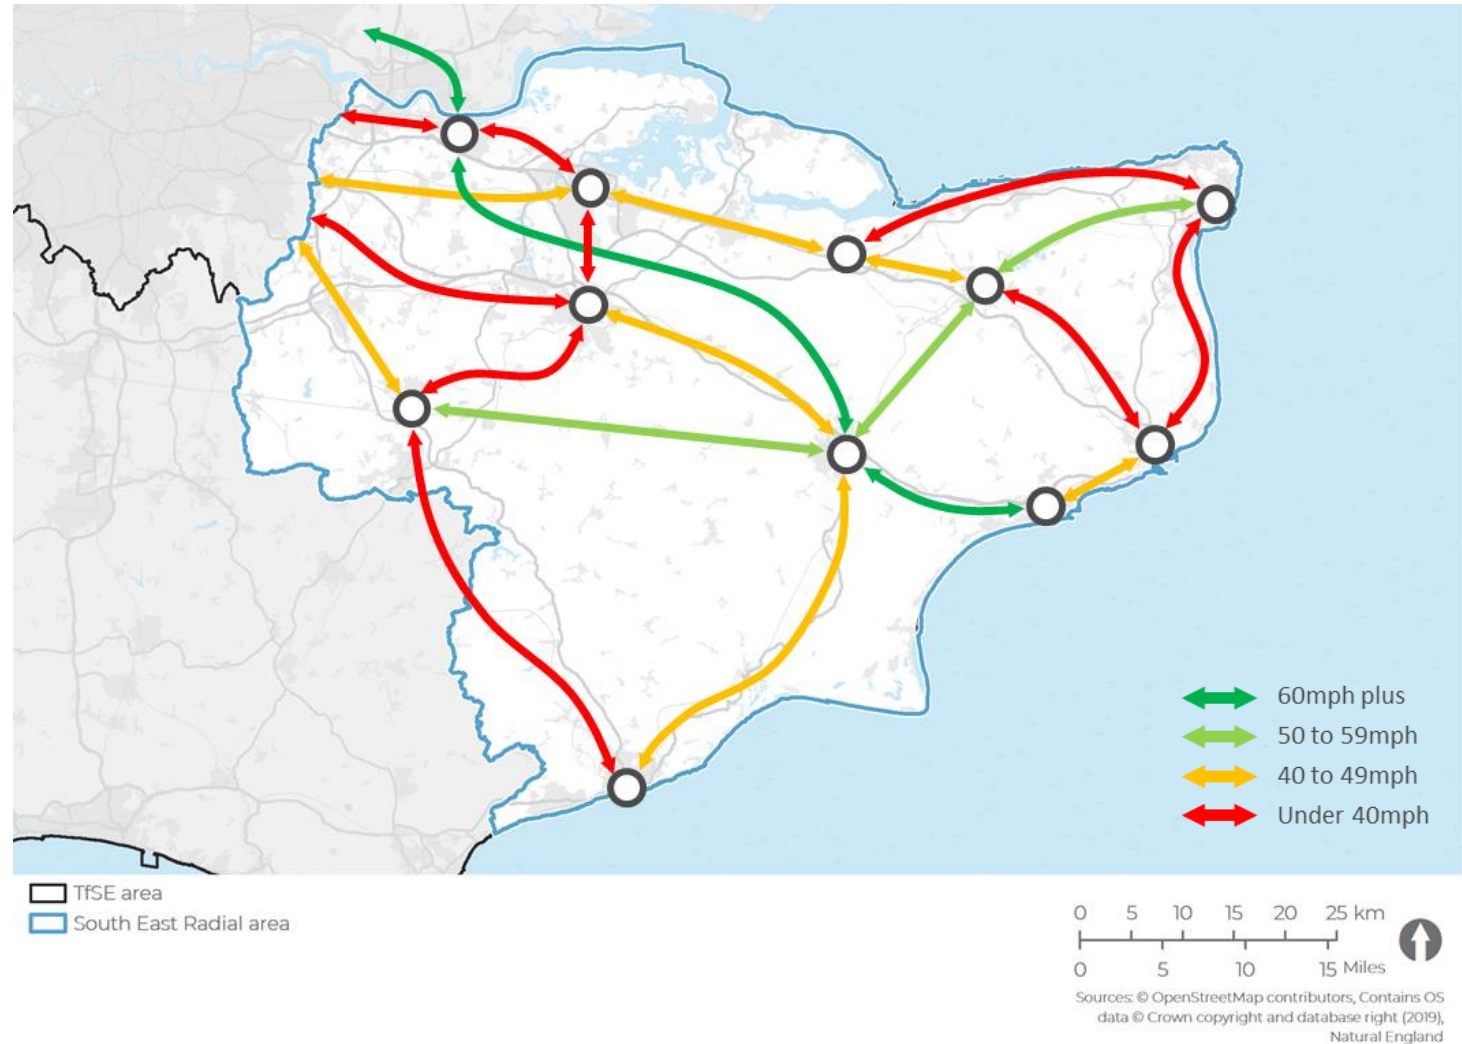 60mph plus
50 to 59mph
40 to 49mph
Under 40mph
TfSE area
South East Radial area
0 5 10 15 20 25 km
0 5 10 15 Miles
Sources: © OpenStreetMap contributors, Contains OS
data © Crown copyright and database right (2019),
Natural England